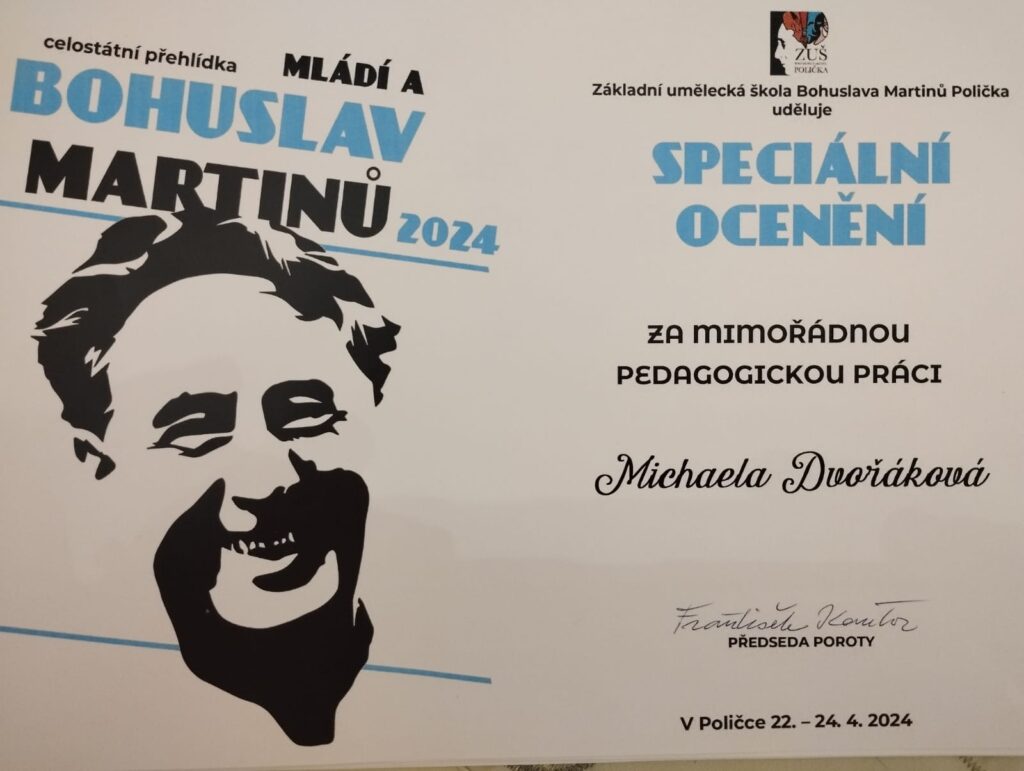 celostátní přehlídka
MLÁDÍ A
BOHUSLAV
MARTINŮ
2024
ZUŠ
POLIČKA
Základní umělecká škola Bohuslava Martinů Polička
uděluje
SPECIÁLNÍ
OCENĚNÍ
ZA MIMOŘÁDNOU
PEDAGOGICKOU PRÁCI
Michaela Dvořáková
František Kantor
PŘEDSEDA POROTY
V Poličce 22. – 24. 4. 2024